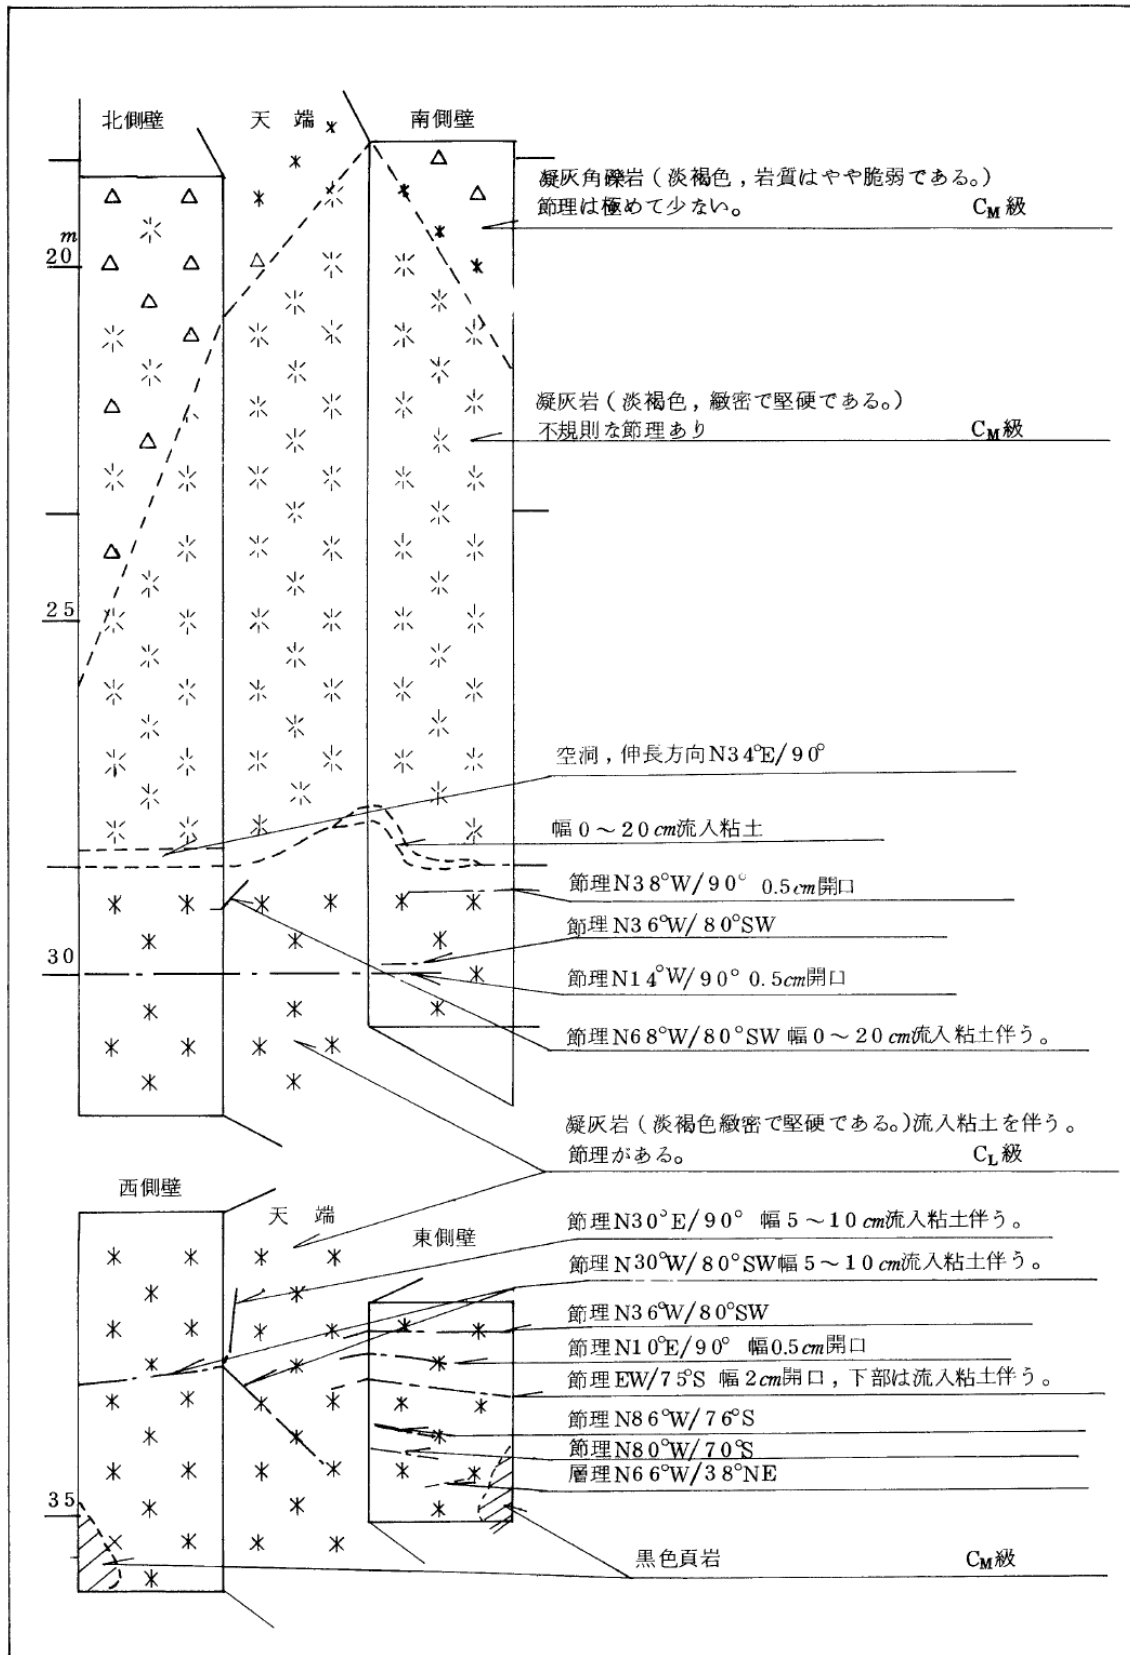 北側壁
天端
南側壁
凝灰角礫岩(淡褐色,岩質はやや脆弱である。)
節理は極めて少ない。 CM級
m
20
凝灰岩(淡褐色,緻密で堅硬である。)
不規則な節理あり CM級
25
空洞,伸長方向N34°E/90°
幅0~20cm流入粘土
節理N38°W/90° 0.5cm開口
節理N36°W/80°SW
30
節理N14°W/90° 0.5cm開口
節理N68°W/80°SW 幅0~20cm流入粘土伴う。
凝灰岩(淡褐色緻密で堅硬である。)流入粘土を伴う。
節理がある。 CL級
西側壁
天端
東側壁
節理N30°E/90° 幅5~10cm流入粘土伴う。
節理N30°W/80°SW幅5~10cm流入粘土伴う。
節理N36°W/80°SW
節理N10°E/90° 幅0.5cm開口
節理EW/75°S 幅2cm開口,下部は流入粘土伴う。
節理N86°W/76°S
節理N80°W/70°S
層理N66°W/38°NE
35
黒色頁岩 CM級